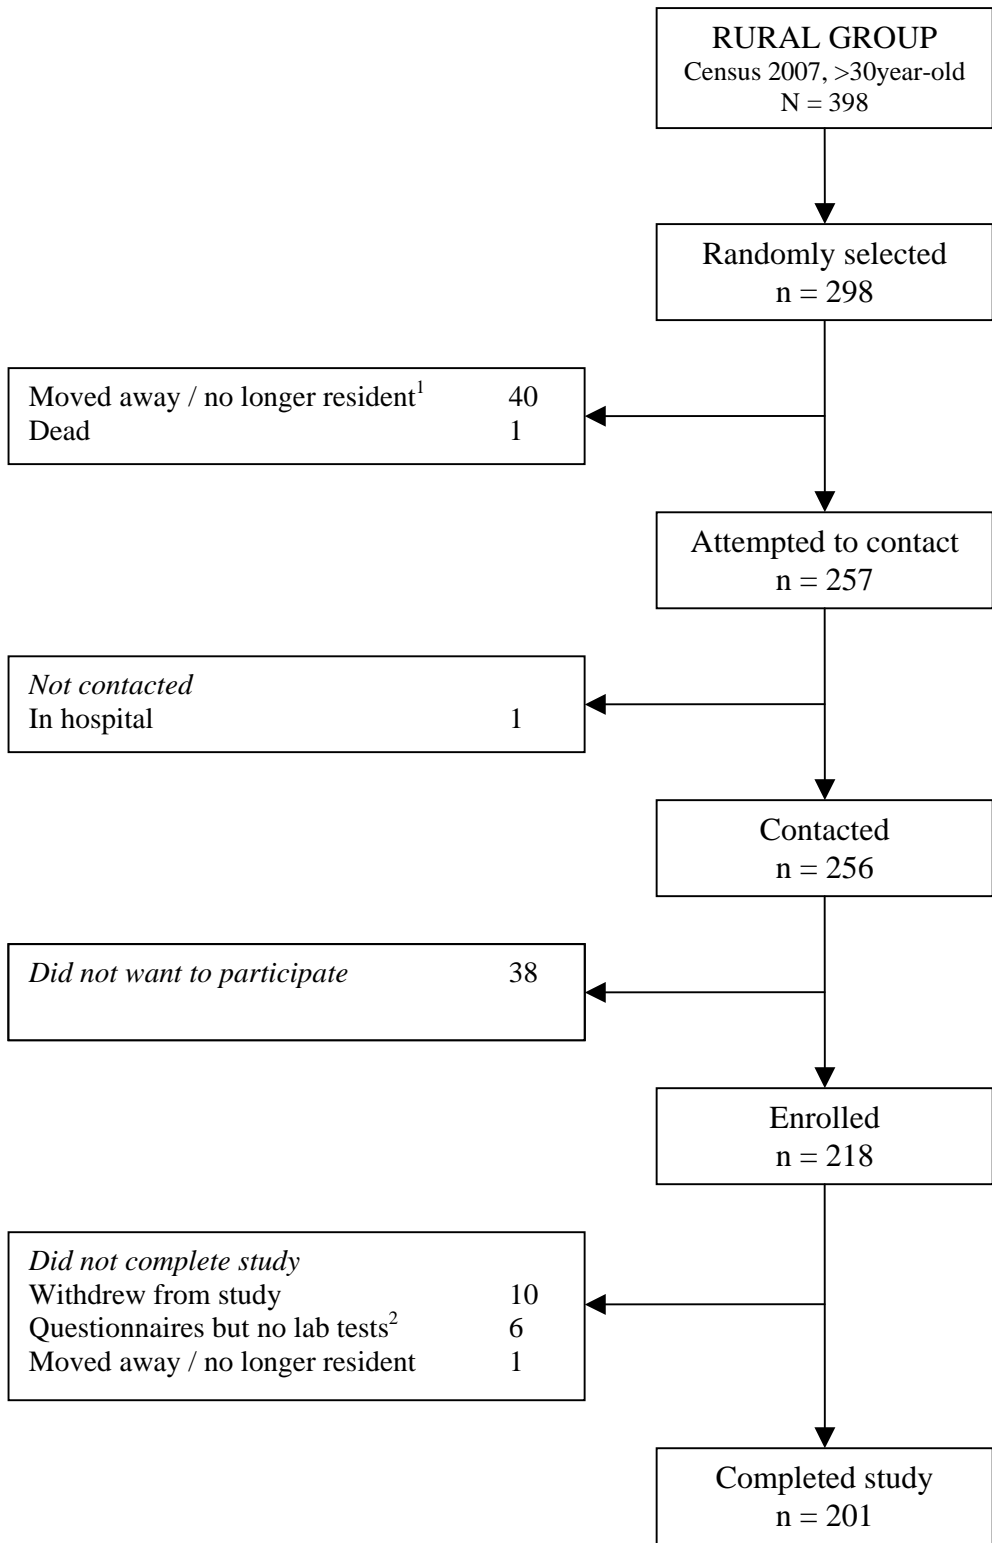 RURAL GROUP
Census 2007, >30year-old
N = 398
Randomly selected
n = 298
Moved away / no longer resident¹ 40
Dead 1
Attempted to contact
n = 257
Not contacted
In hospital 1
Contacted
n = 256
Did not want to participate 38
Enrolled
n = 218
Did not complete study
Withdrew from study 10
Questionnaires but no lab tests² 6
Moved away / no longer resident 1
Completed study
n = 201